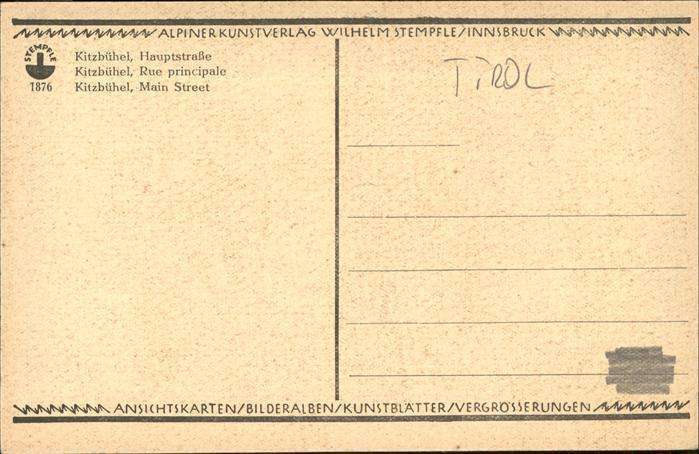 ALPINER KUNSTVERLAG WILHELM STEMPFLE/INNSBRUCK
STEMPFLE
1876
Kitzbühel, Hauptstraße
Kitzbühel, Rue principale
Kitzbühel, Main Street
TiROL
ANSICHTSKARTEN/BILDERALBEN/KUNSTBLÄTTER/VERGRÖSSERUNGEN